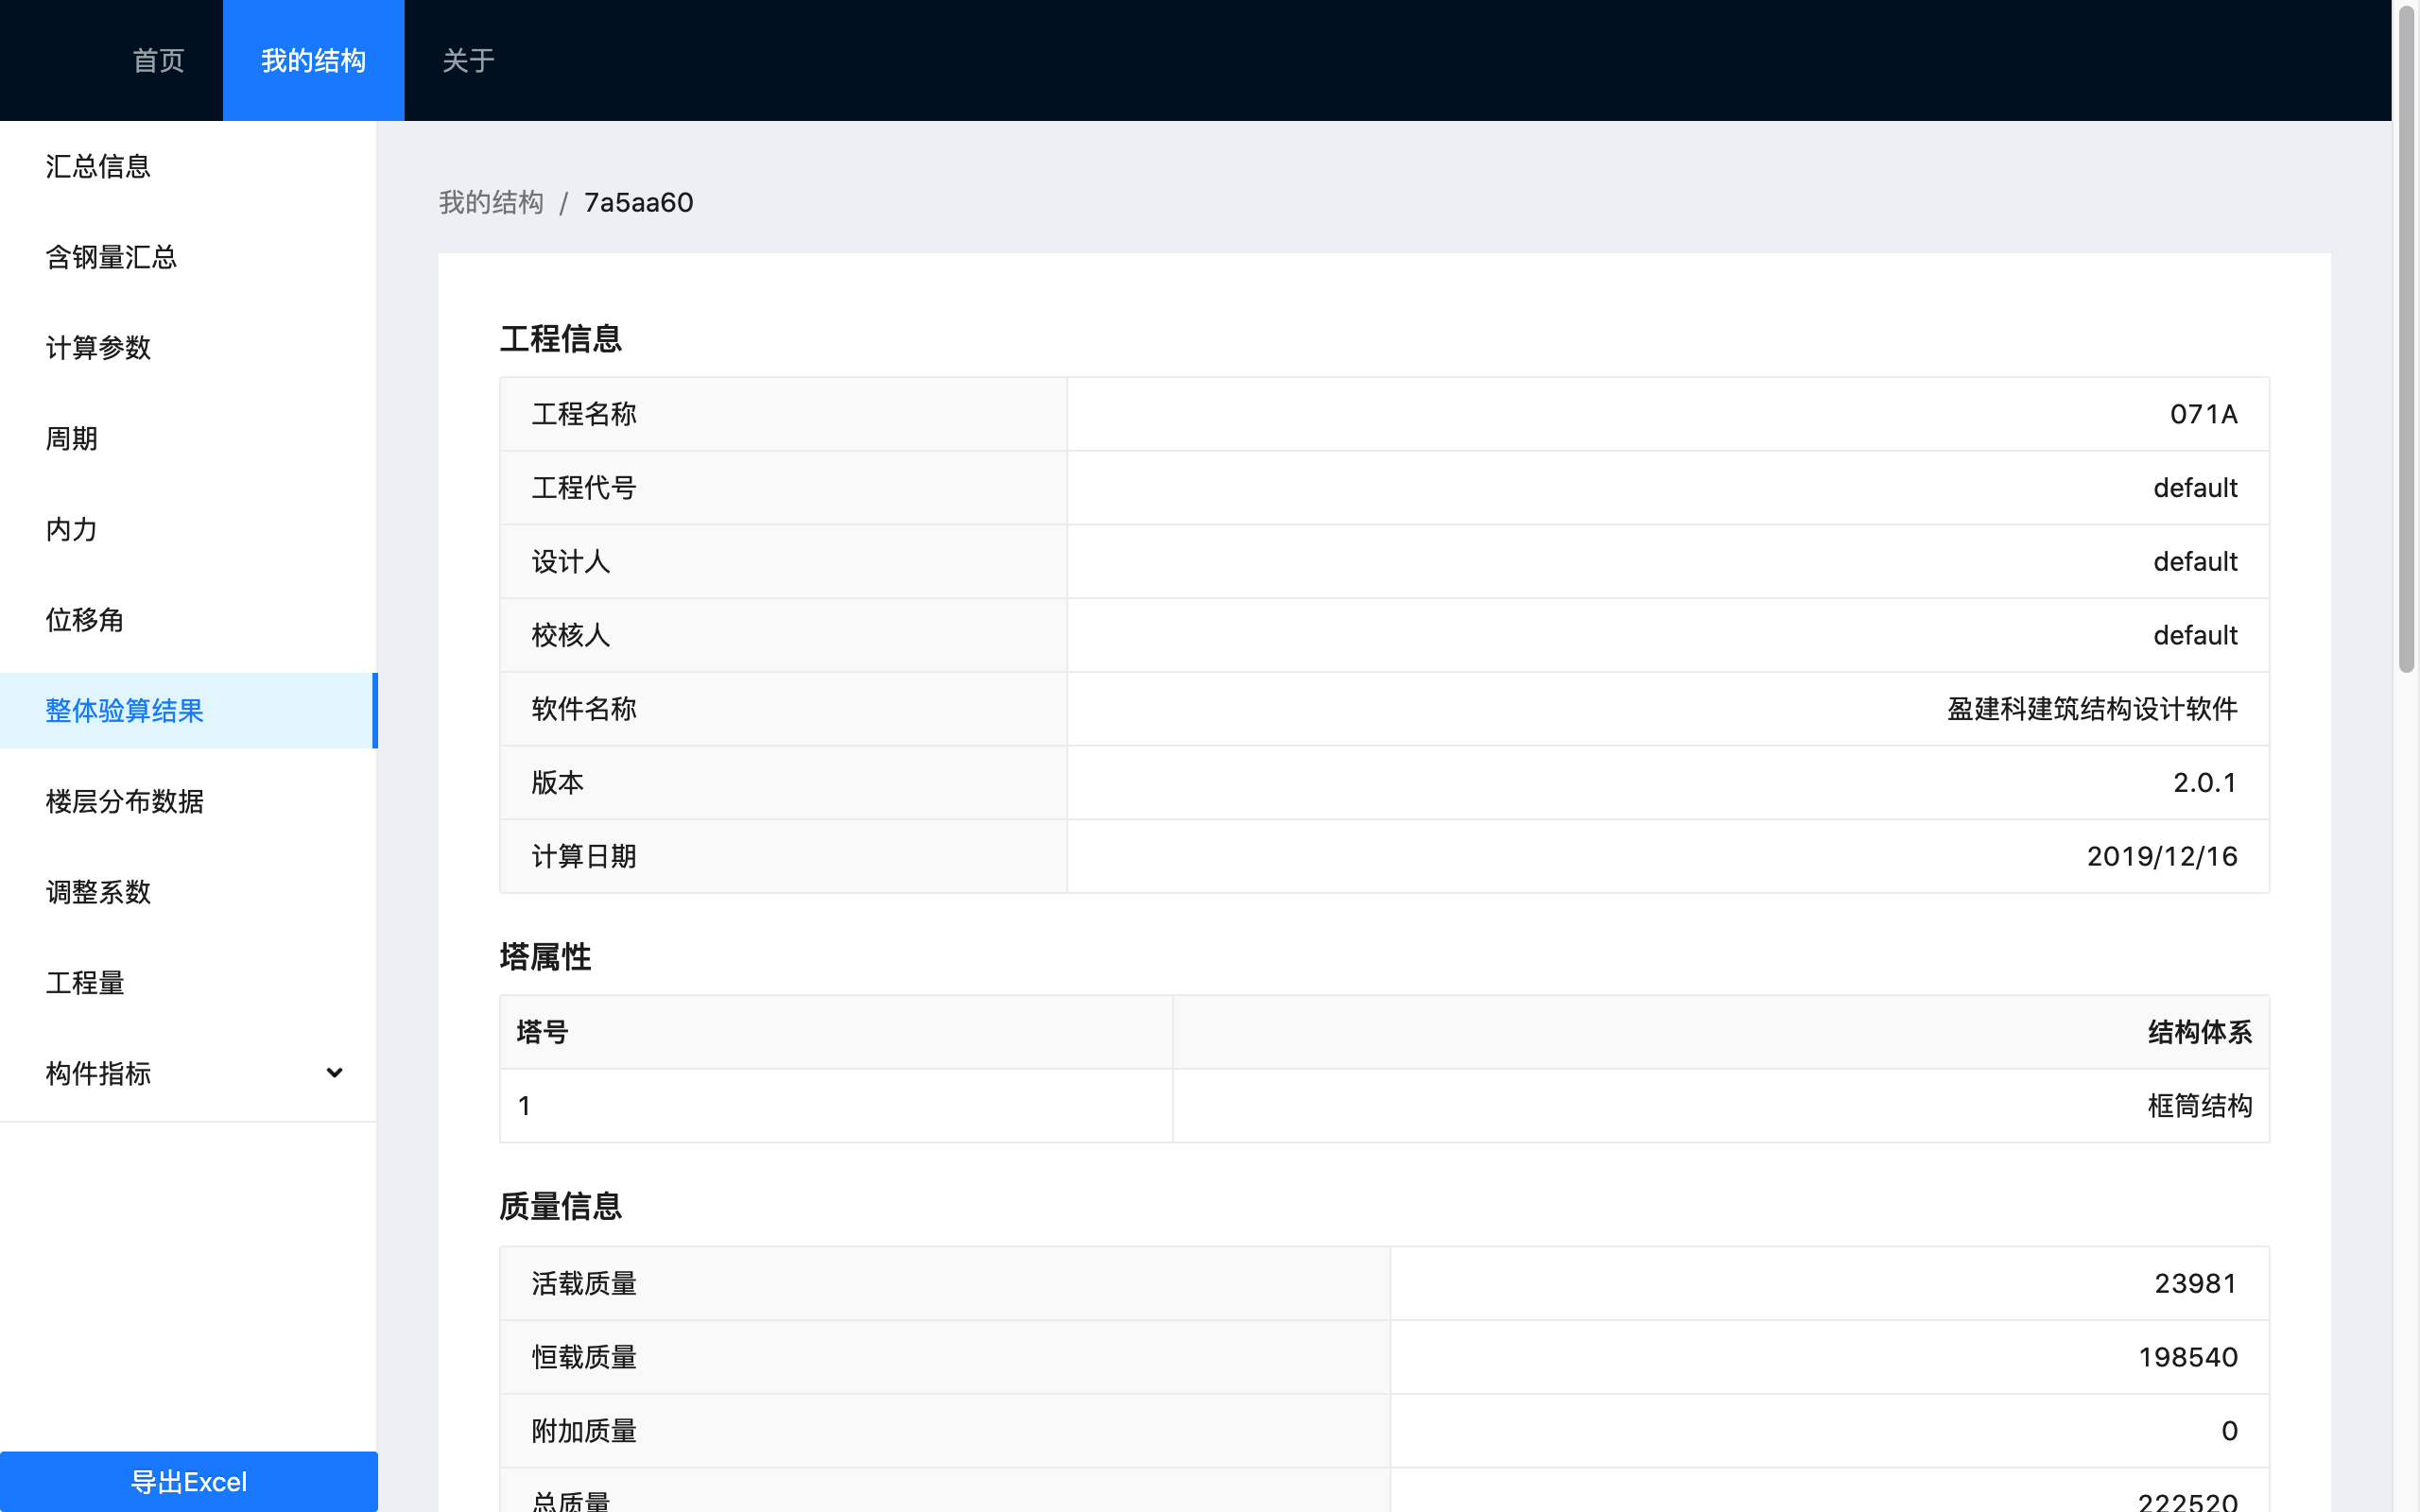 首页 我的结构 关于
汇总信息
含钢量汇总
计算参数
周期
内力
位移角
整体验算结果
楼层分布数据
调整系数
工程量
构件指标
导出Excel
我的结构 / 7a5aa60
工程信息
工程名称 071A
工程代号 default
设计人 default
校核人 default
软件名称 盈建科建筑结构设计软件
版本 2.0.1
计算日期 2019/12/16
塔属性
塔号 结构体系
1 框筒结构
质量信息
活载质量 23981
恒载质量 198540
附加质量 0
总质量 222520